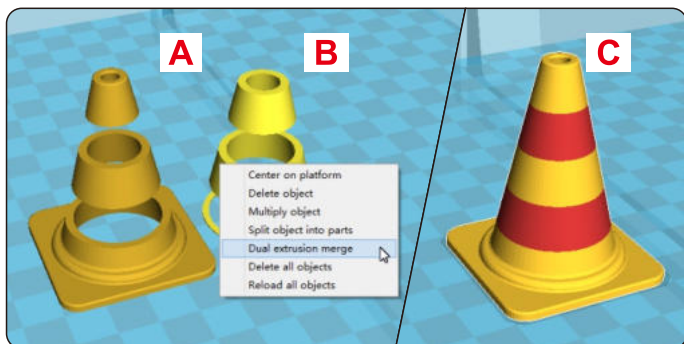 A
B
C
Center on platform
Delete object
Multiply object
Split object into parts
Dual extrusion merge
Delete all objects
Reload all objects